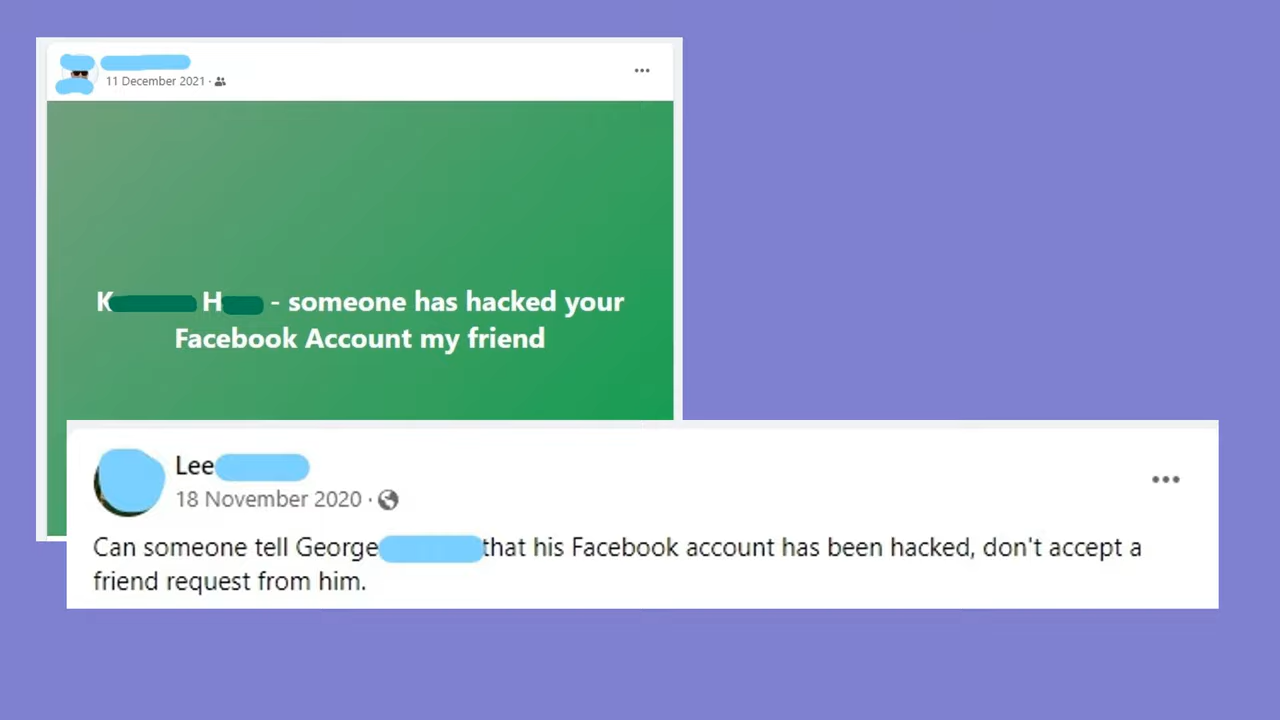 11 December 2021 ·
K H - someone has hacked your
Facebook Account my friend
Lee
18 November 2020 ·
Can someone tell George that his Facebook account has been hacked, don't accept a
friend request from him.